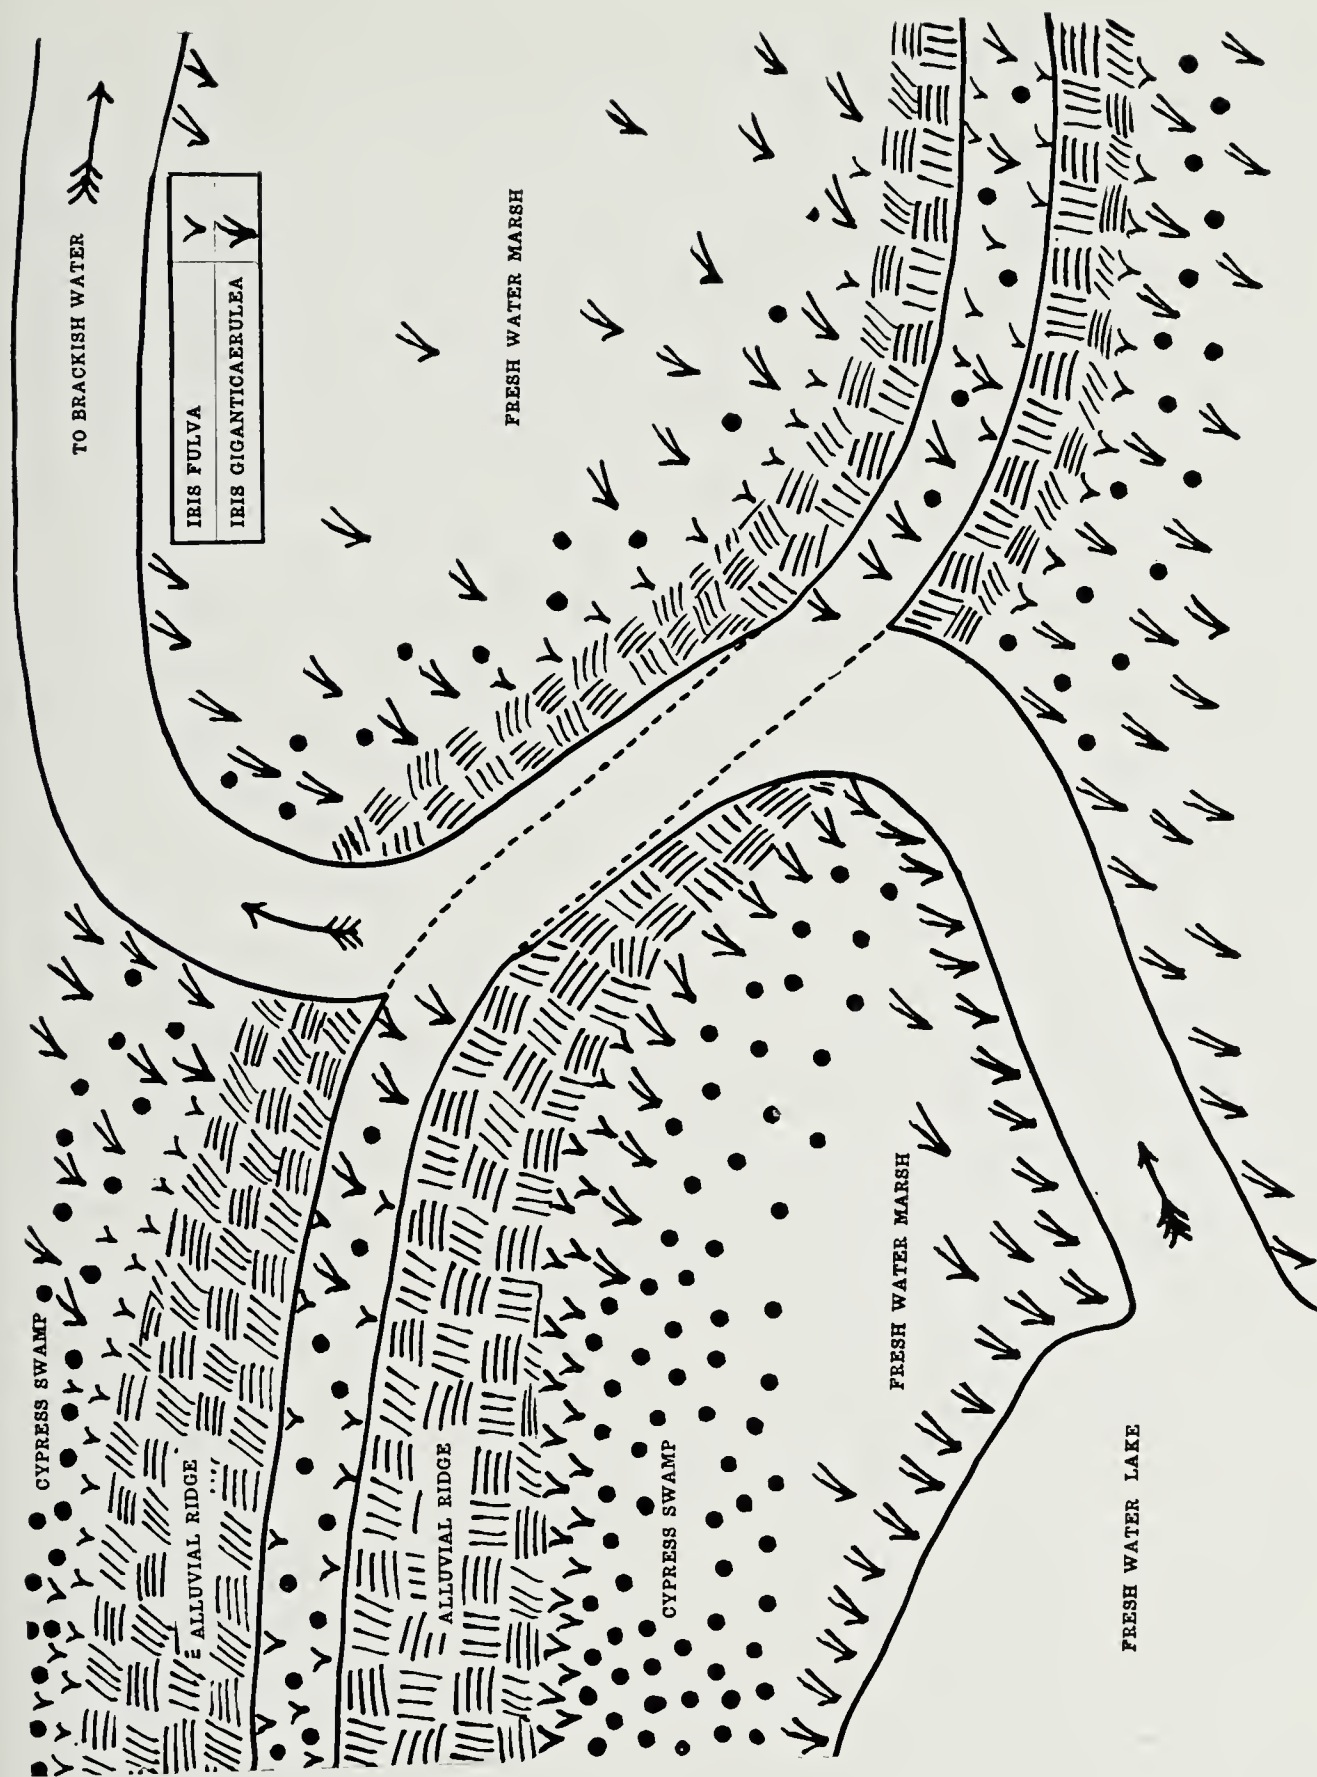 TO BRACKISH WATER
IRIS FULVA
IRIS GIGANTICAERULEA
FRESH WATER MARSH
CYPRESS SWAMP
ALLUVIAL RIDGE
ALLUVIAL RIDGE
CYPRESS SWAMP
FRESH WATER MARSH
FRESH WATER LAKE